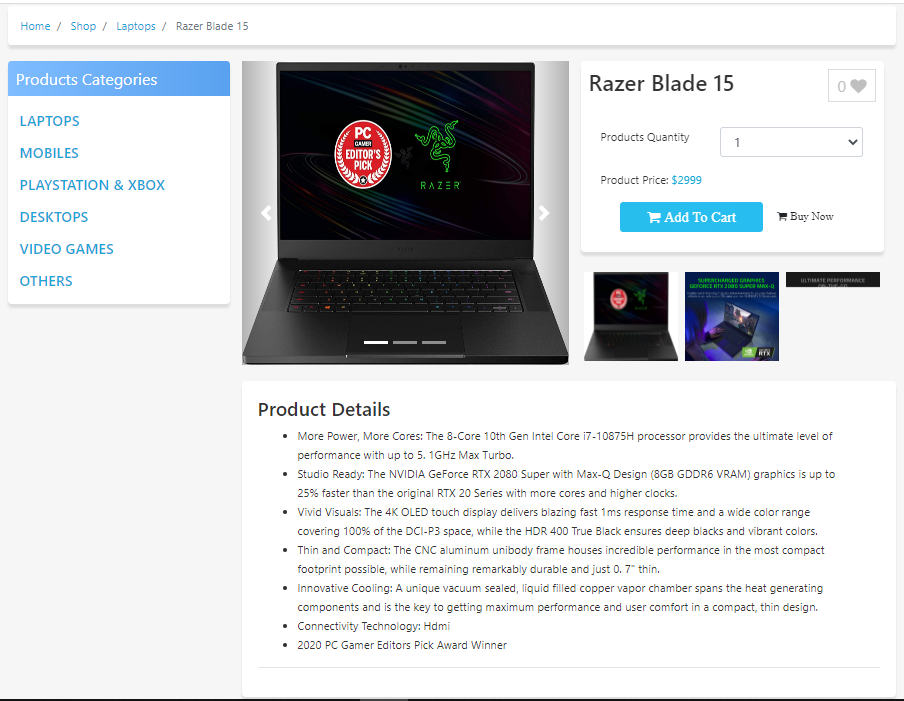 Home / Shop / Laptops / Razer Blade 15
Products Categories
LAPTOPS
MOBILES
PLAYSTATION & XBOX
DESKTOPS
VIDEO GAMES
OTHERS
PC
GAMER
EDITOR'S
PICK
RAZER
Razer Blade 15
0
Products Quantity
1
Product Price: $2999
Add To Cart
Buy Now
SUPERCHARGED GRAPHICS
GEFORCE RTX 2080 SUPER MAX-Q
RTX
ULTIMATE PERFORMANCE
ON-THE-GO
Product Details
• More Power, More Cores: The 8-Core 10th Gen Intel Core i7-10875H processor provides the ultimate level of
performance with up to 5. 1GHz Max Turbo.
• Studio Ready: The NVIDIA GeForce RTX 2080 Super with Max-Q Design (8GB GDDR6 VRAM) graphics is up to
25% faster than the original RTX 20 Series with more cores and higher clocks.
• Vivid Visuals: The 4K OLED touch display delivers blazing fast 1ms response time and a wide color range
covering 100% of the DCI-P3 space, while the HDR 400 True Black ensures deep blacks and vibrant colors.
• Thin and Compact: The CNC aluminum unibody frame houses incredible performance in the most compact
footprint possible, while remaining remarkably durable and just 0. 7" thin.
• Innovative Cooling: A unique vacuum sealed, liquid filled copper vapor chamber spans the heat generating
components and is the key to getting maximum performance and user comfort in a compact, thin design.
• Connectivity Technology: Hdmi
• 2020 PC Gamer Editors Pick Award Winner